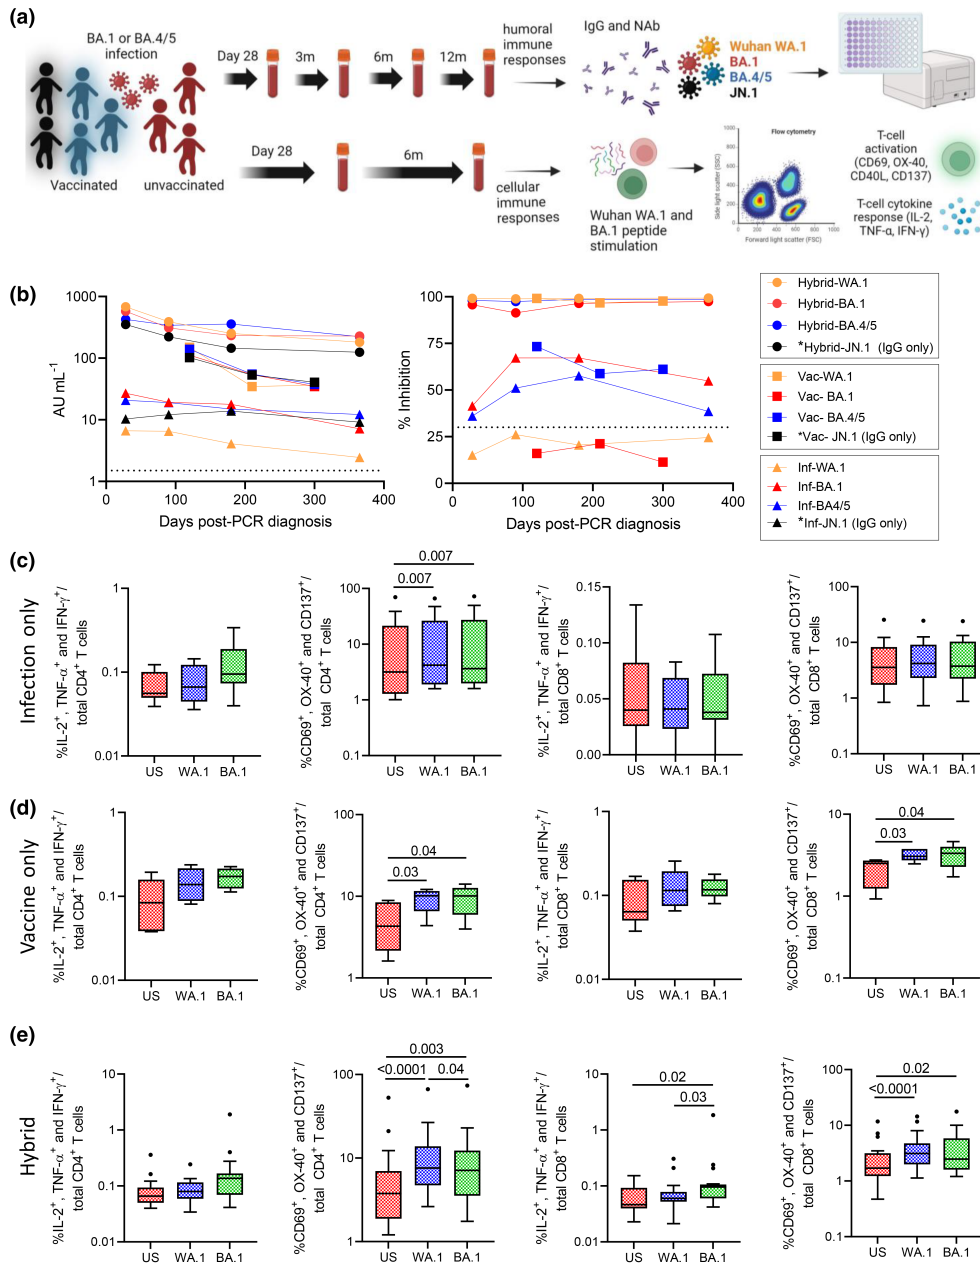 (a)
BA.1 or BA.4/5
infection
Vaccinated
unvaccinated
Day 28
3m
6m
12m
humoral
immune
responses
IgG and NAb
Wuhan WA.1
BA.1
BA.4/5
JN.1
Day 28
6m
cellular
immune
responses
Wuhan WA.1 and
BA.1 peptide
stimulation
Flow cytometry
Side light scatter (SSC)
1000
800
600
400
200
0
0 200 400 600 800 1000
Forward light scatter (FSC)
T-cell
activation
(CD69, OX-40,
CD40L, CD137)
T-cell cytokine
response (IL-2,
TNF-α, IFN-γ)
(b)
AU mL⁻¹
1000
100
10
1
0 100 200 300 400
Days post-PCR diagnosis
% Inhibition
100
75
50
25
0
0 100 200 300 400
Days post-PCR diagnosis
Hybrid-WA.1
Hybrid-BA.1
Hybrid-BA.4/5
*Hybrid-JN.1 (IgG only)
Vac-WA.1
Vac- BA.1
Vac- BA.4/5
*Vac- JN.1 (IgG only)
Inf-WA.1
Inf-BA.1
Inf-BA4/5
*Inf-JN.1 (IgG only)
(c)
Infection only
%IL-2⁺, TNF-α⁺ and IFN-γ⁺/
total CD4⁺ T cells
1
0.1
0.01
US WA.1 BA.1
%CD69⁺, OX-40⁺ and CD137⁺/
total CD4⁺ T cells
100
10
1
0.1
0.007
0.007
US WA.1 BA.1
%IL-2⁺, TNF-α⁺ and IFN-γ⁺/
total CD8⁺ T cells
0.15
0.10
0.05
0.00
US WA.1 BA.1
%CD69⁺, OX-40⁺ and CD137⁺/
total CD8⁺ T cells
100
10
1
0.1
US WA.1 BA.1
(d)
Vaccine only
%IL-2⁺, TNF-α⁺ and IFN-γ⁺/
total CD4⁺ T cells
1
0.1
0.01
US WA.1 BA.1
%CD69⁺, OX-40⁺ and CD137⁺/
total CD4⁺ T cells
100
10
1
0.04
0.03
US WA.1 BA.1
%IL-2⁺, TNF-α⁺ and IFN-γ⁺/
total CD8⁺ T cells
1
0.1
0.01
US WA.1 BA.1
%CD69⁺, OX-40⁺ and CD137⁺/
total CD8⁺ T cells
10
1
0.1
0.04
0.03
US WA.1 BA.1
(e)
Hybrid
%IL-2⁺, TNF-α⁺ and IFN-γ⁺/
total CD4⁺ T cells
10
1
0.1
0.01
US WA.1 BA.1
%CD69⁺, OX-40⁺ and CD137⁺/
total CD4⁺ T cells
100
10
1
0.003
<0.0001
0.04
US WA.1 BA.1
%IL-2⁺, TNF-α⁺ and IFN-γ⁺/
total CD8⁺ T cells
10
1
0.1
0.01
0.02
0.03
US WA.1 BA.1
%CD69⁺, OX-40⁺ and CD137⁺/
total CD8⁺ T cells
100
10
1
0.1
0.02
<0.0001
US WA.1 BA.1